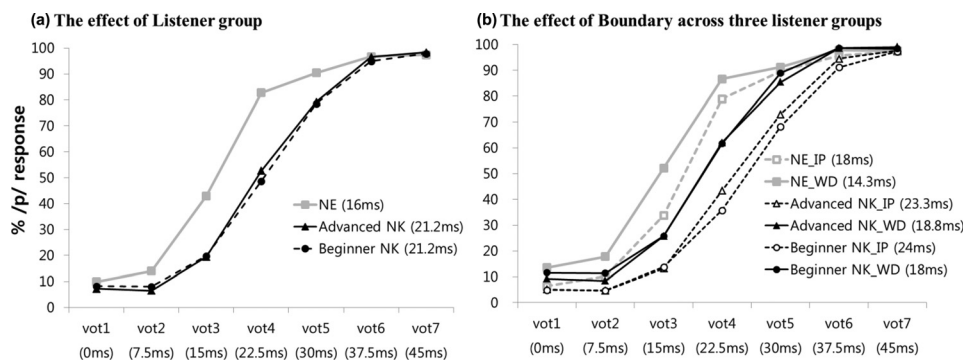 (a) The effect of Listener group
% /p/ response
100
90
80
70
60
50
40
30
20
10
0
NE (16ms)
Advanced NK (21.2ms)
Beginner NK (21.2ms)
vot1 vot2 vot3 vot4 vot5 vot6 vot7
(0ms) (7.5ms) (15ms) (22.5ms) (30ms) (37.5ms) (45ms)
(b) The effect of Boundary across three listener groups
100
90
80
70
60
50
40
30
20
10
0
NE_IP (18ms)
NE_WD (14.3ms)
Advanced NK_IP (23.3ms)
Advanced NK_WD (18.8ms)
Beginner NK_IP (24ms)
Beginner NK_WD (18ms)
vot1 vot2 vot3 vot4 vot5 vot6 vot7
(0ms) (7.5ms) (15ms) (22.5ms) (30ms) (37.5ms) (45ms)